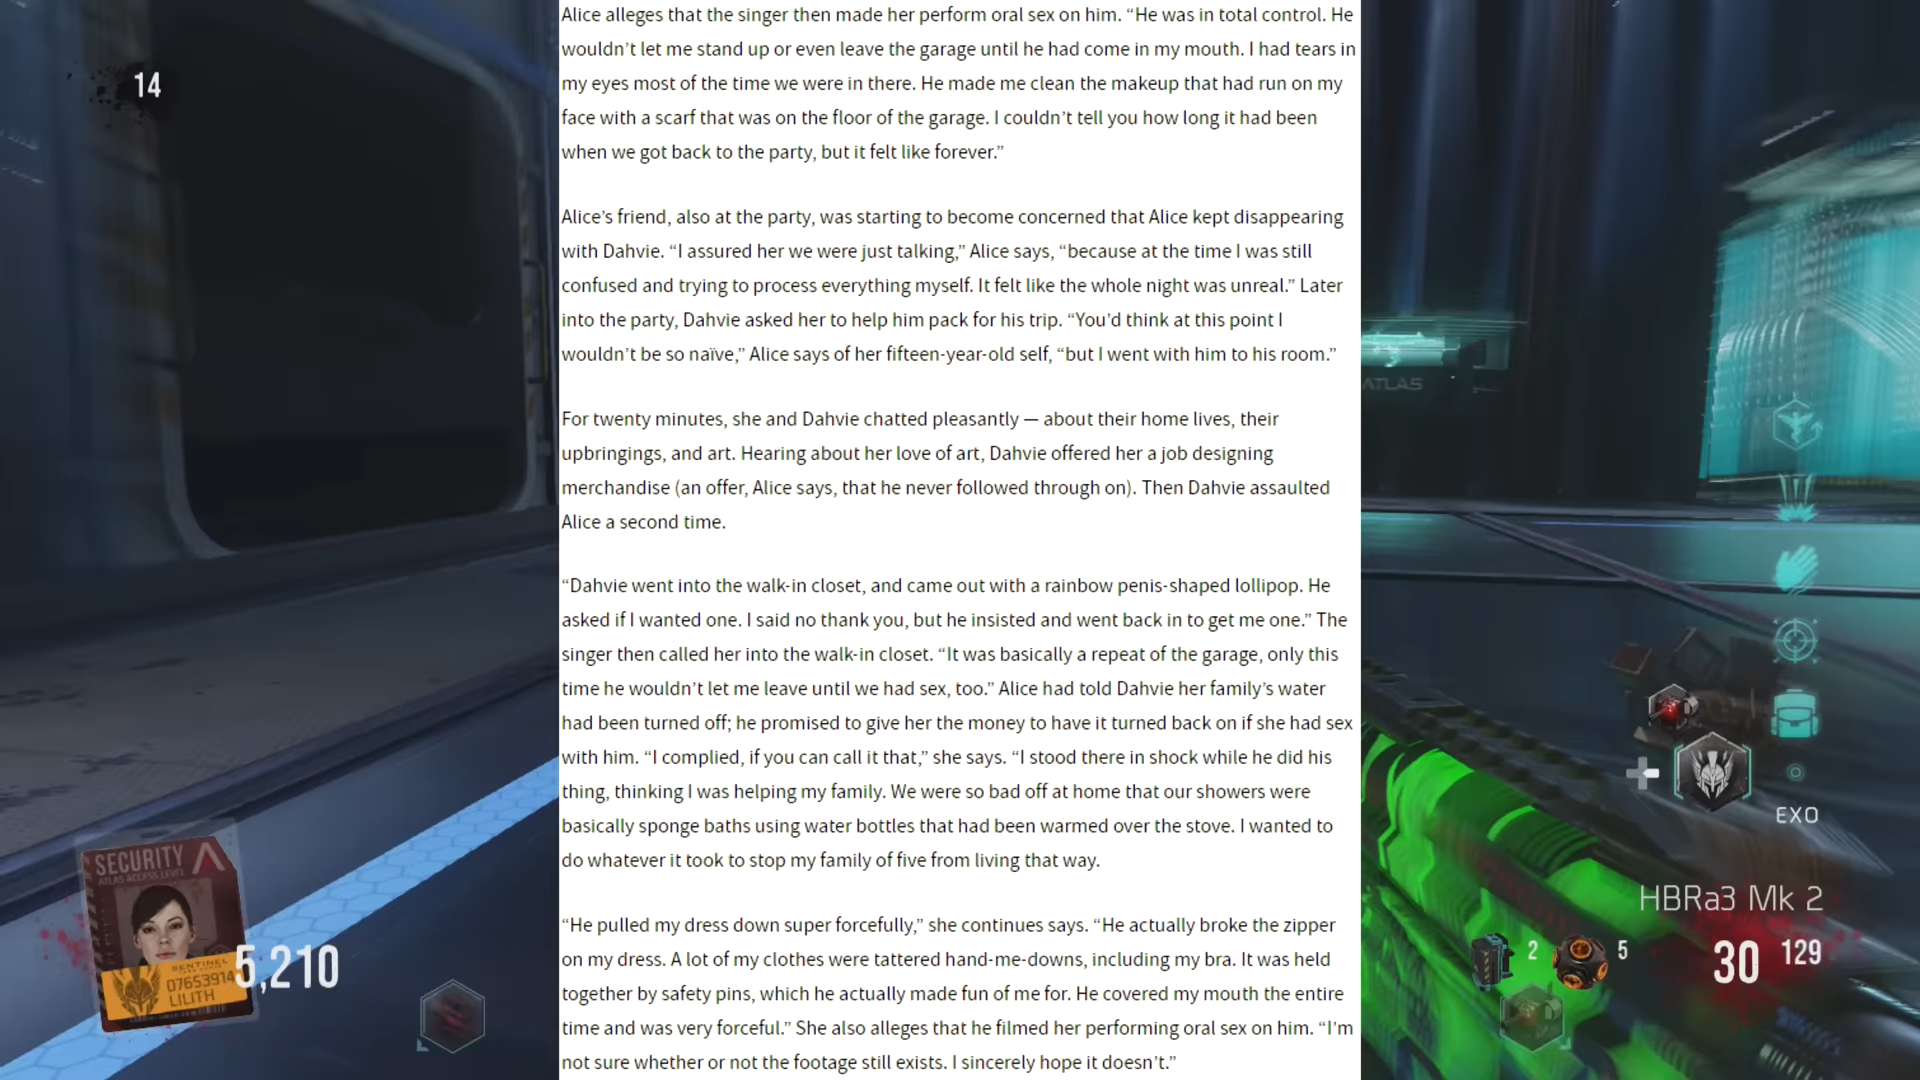 14
Alice alleges that the singer then made her perform oral sex on him. “He was in total control. He
wouldn’t let me stand up or even leave the garage until he had come in my mouth. I had tears in
my eyes most of the time we were in there. He made me clean the makeup that had run on my
face with a scarf that was on the floor of the garage. I couldn’t tell you how long it had been
when we got back to the party, but it felt like forever.”
Alice’s friend, also at the party, was starting to become concerned that Alice kept disappearing
with Dahvie. “I assured her we were just talking,” Alice says, “because at the time I was still
confused and trying to process everything myself. It felt like the whole night was unreal.” Later
into the party, Dahvie asked her to help him pack for his trip. “You’d think at this point I
wouldn’t be so naïve,” Alice says of her fifteen-year-old self, “but I went with him to his room.”
For twenty minutes, she and Dahvie chatted pleasantly — about their home lives, their
upbringings, and art. Hearing about her love of art, Dahvie offered her a job designing
merchandise (an offer, Alice says, that he never followed through on). Then Dahvie assaulted
Alice a second time.
“Dahvie went into the walk-in closet, and came out with a rainbow penis-shaped lollipop. He
asked if I wanted one. I said no thank you, but he insisted and went back in to get me one.” The
singer then called her into the walk-in closet. “It was basically a repeat of the garage, only this
time he wouldn’t let me leave until we had sex, too.” Alice had told Dahvie her family’s water
had been turned off; he promised to give her the money to have it turned back on if she had sex
with him. “I complied, if you can call it that,” she says. “I stood there in shock while he did his
thing, thinking I was helping my family. We were so bad off at home that our showers were
basically sponge baths using water bottles that had been warmed over the stove. I wanted to
do whatever it took to stop my family of five from living that way.
“He pulled my dress down super forcefully,” she continues says. “He actually broke the zipper
on my dress. A lot of my clothes were tattered hand-me-downs, including my bra. It was held
together by safety pins, which he actually made fun of me for. He covered my mouth the entire
time and was very forceful.” She also alleges that he filmed her performing oral sex on him. “I’m
not sure whether or not the footage still exists. I sincerely hope it doesn’t.”
ATLAS
EXO
HBRa3 Mk 2
2 5 30 129
SECURITY
ATLAS ACCESS LEVEL
SENTINEL
07653914
LILITH
5,210